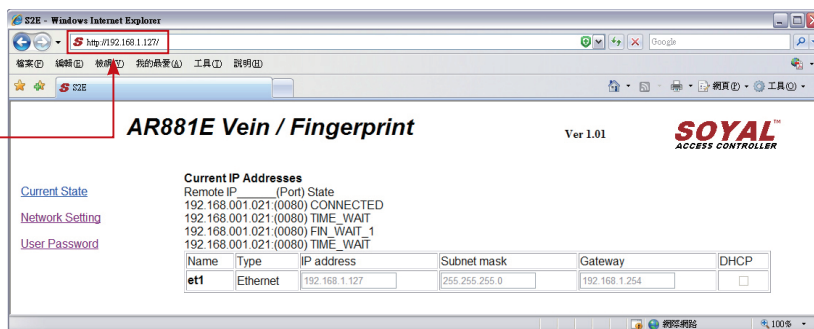 S2E - Windows Internet Explorer
http://192.168.1.127/
Google
檔案(F) 編輯(E) 檢視(V) 我的最愛(A) 工具(T) 說明(H)
S2E
網頁(P) 工具(O)
AR881E Vein / Fingerprint
Ver 1.01
SOYAL™
ACCESS CONTROLLER
Current State
Network Setting
User Password
Current IP Addresses
Remote IP______(Port) State
192.168.001.021:(0080) CONNECTED
192.168.001.021:(0080) TIME_WAIT
192.168.001.021:(0080) FIN_WAIT_1
192.168.001.021:(0080) TIME_WAIT
Name Type IP address Subnet mask Gateway DHCP
et1 Ethernet 192.168.1.127 255.255.255.0 192.168.1.254
網際網路 100%